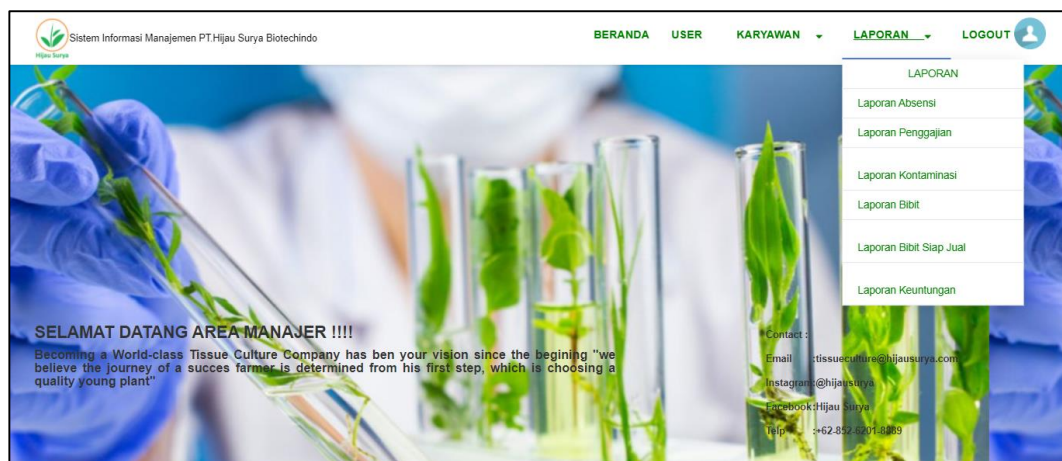 Hijau Surya
Sistem Informasi Manajemen PT.Hijau Surya Biotechindo
BERANDA USER KARYAWAN LAPORAN LOGOUT
LAPORAN
Laporan Absensi
Laporan Penggajian
Laporan Kontaminasi
Laporan Bibit
Laporan Bibit Siap Jual
Laporan Keuntungan
SELAMAT DATANG AREA MANAJER !!!!
Becoming a World-class Tissue Culture Company has ben your vision since the begining "we
believe the journey of a succes farmer is determined from his first step, which is choosing a
quality young plant"
Contact :
Email :tissueculture@hijausurya.com
Instagram:@hijausurya
Facebook:Hijau Surya
Telp :+62-852-6201-8889